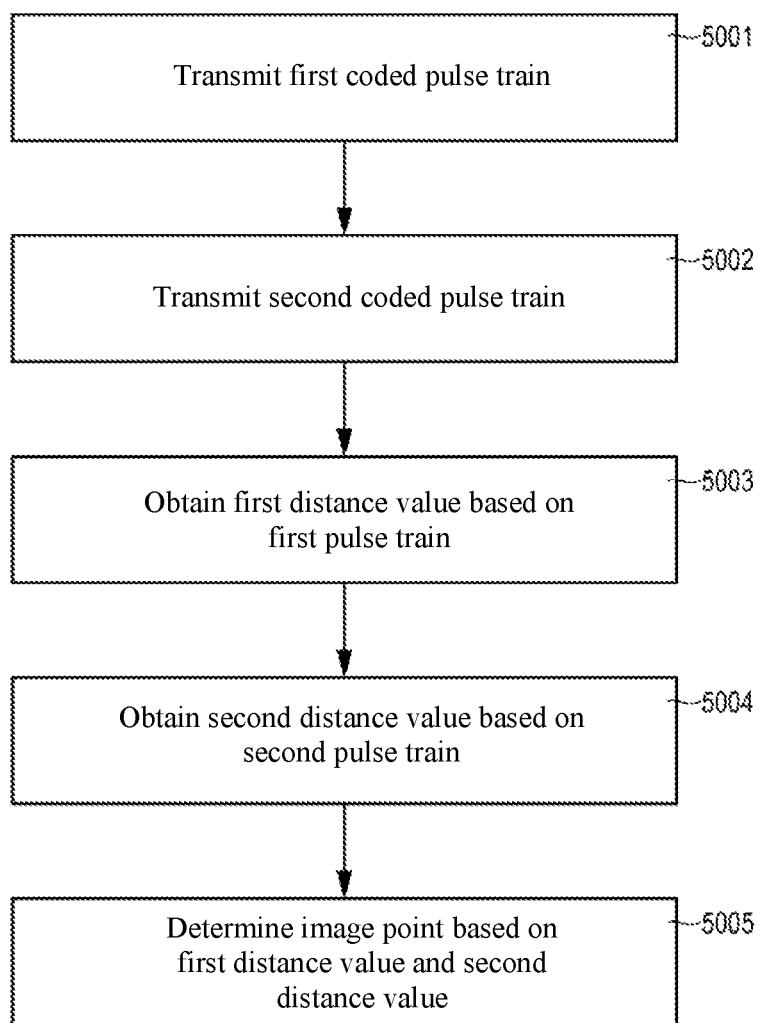 5001
Transmit first coded pulse train
5002
Transmit second coded pulse train
5003
Obtain first distance value based on
first pulse train
5004
Obtain second distance value based on
second pulse train
5005
Determine image point based on
first distance value and second
distance value